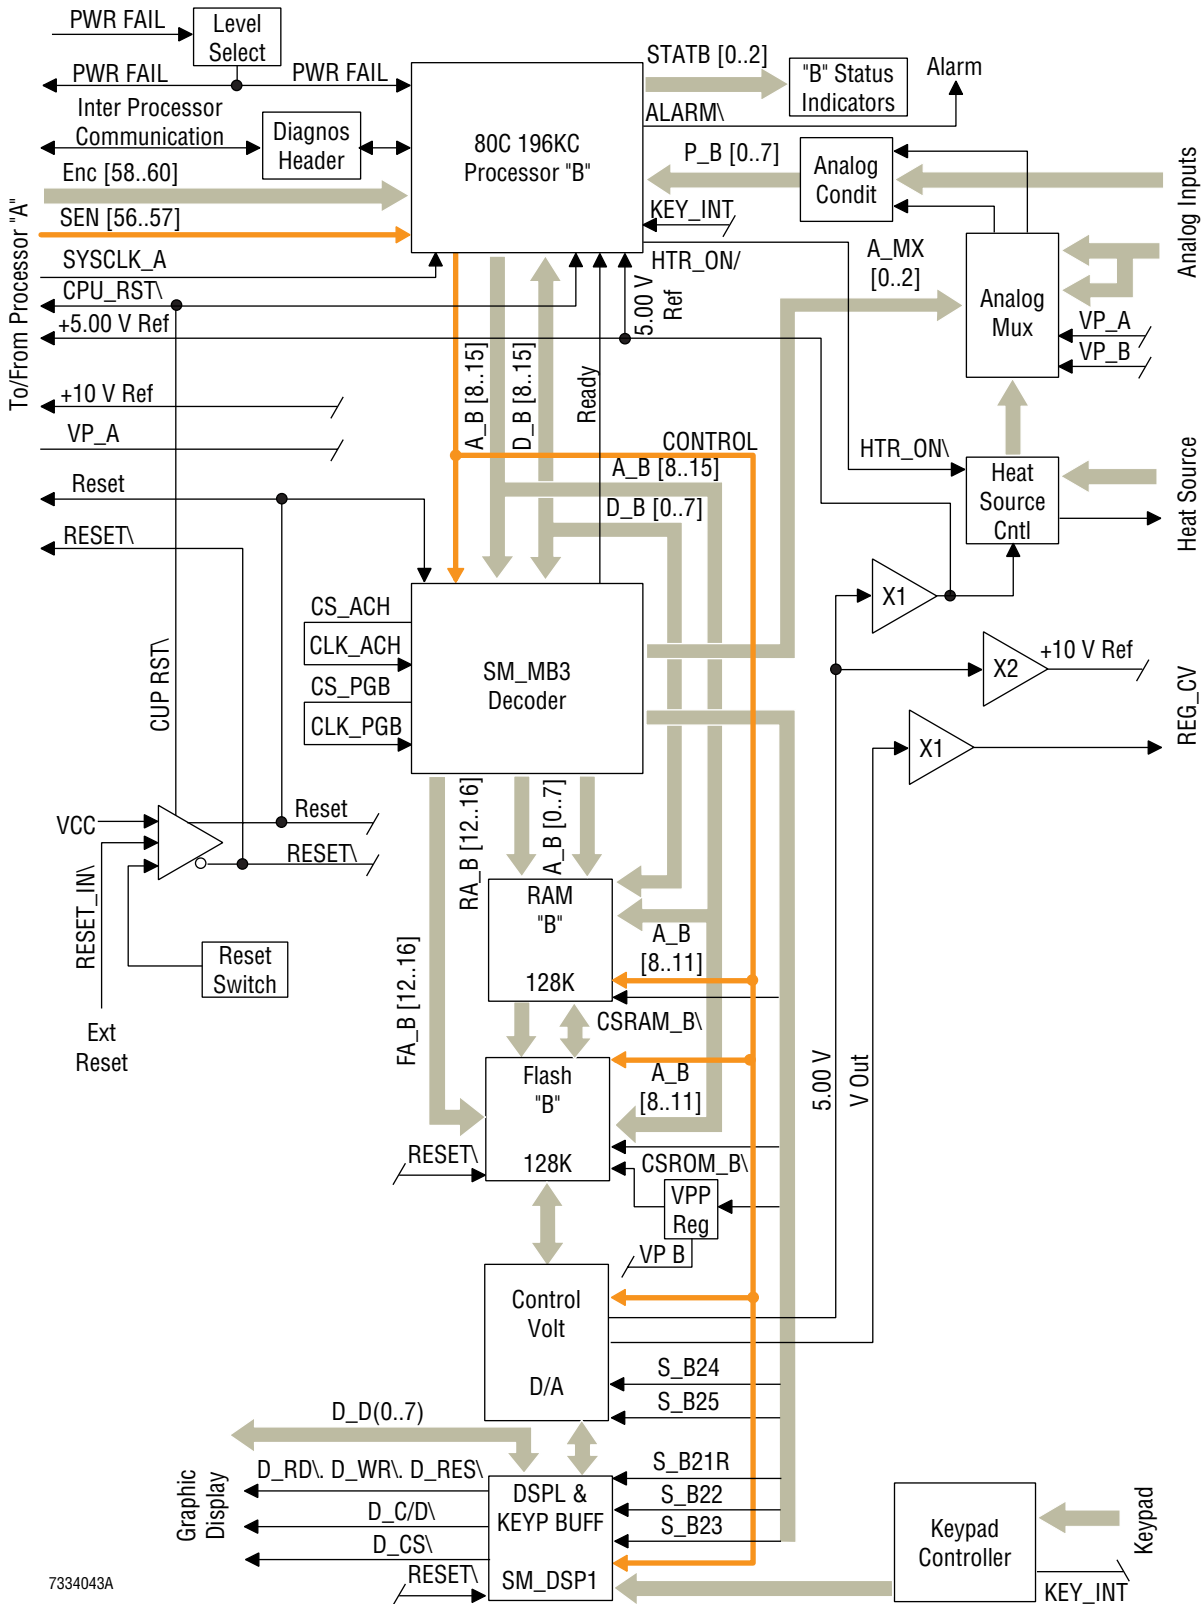 PWR FAIL
Level
Select
PWR FAIL
PWR FAIL
Inter Processor
Communication
Diagnos
Header
Enc [58..60]
SEN [56..57]
SYSCLK_A
CPU_RST\
+5.00 V Ref
+10 V Ref
VP_A
Reset
RESET\
To/From Processor "A"
80C 196KC
Processor "B"
STATB [0..2]
"B" Status
Indicators
Alarm
ALARM\
P_B [0..7]
Analog
Condit
KEY_INT
HTR_ON/
5.00 V
Ref
A_MX
[0..2]
Analog
Mux
VP_A
VP_B
Analog Inputs
A_B [8..15]
D_B [8..15]
Ready
CONTROL
A_B [8..15]
D_B [0..7]
HTR_ON\
Heat
Source
Cntl
Heat Source
CS_ACH
CLK_ACH
CS_PGB
CLK_PGB
SM_MB3
Decoder
X1
X2
+10 V Ref
X1
REG_CV
CUP RST\
VCC
Reset
RESET\
RESET_IN\
Reset
Switch
Ext
Reset
RA_B [12..16]
A_B [0..7]
FA_B [12..16]
RAM
"B"
128K
A_B
[8..11]
CSRAM_B\
Flash
"B"
128K
A_B
[8..11]
RESET\
CSROM_B\
VPP
Reg
VP B
5.00 V
V Out
Control
Volt
D/A
S_B24
S_B25
D_D(0..7)
D_RD\. D_WR\. D_RES\
D_C/D\
D_CS\
RESET\
Graphic
Display
DSPL &
KEYP BUFF
SM_DSP1
S_B21R
S_B22
S_B23
Keypad
Controller
Keypad
KEY_INT
7334043A